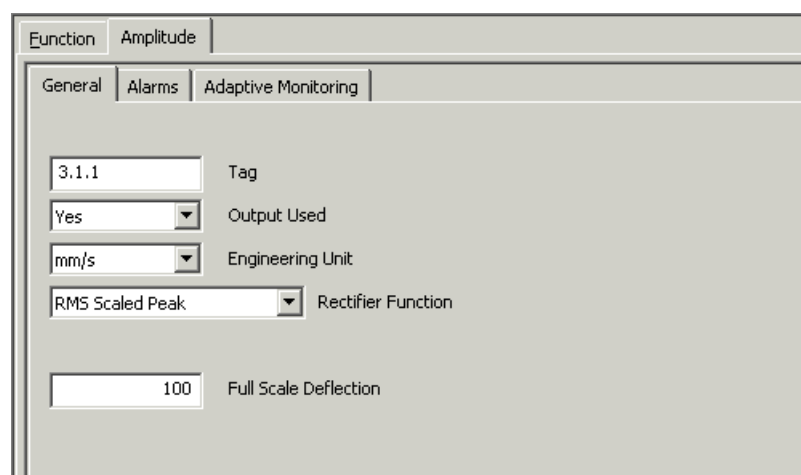 Function Amplitude
General Alarms Adaptive Monitoring
3.1.1 Tag
Yes Output Used
mm/s Engineering Unit
RMS Scaled Peak Rectifier Function
100 Full Scale Deflection